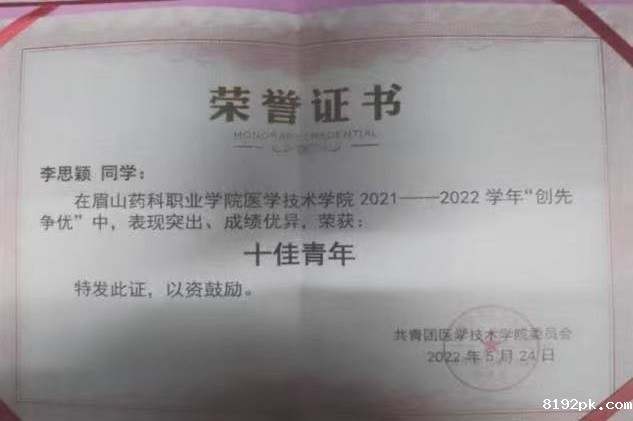 荣誉证书
HONORARY CREDENTIAL
李思颖 同学：
在眉山药科职业学院医学技术学院 2021——2022 学年“创先
争优”中，表现突出、成绩优异，荣获：
十佳青年
特发此证，以资鼓励。
共青团医学技术学院委员会
2022 年 5 月 24 日
8192pk.com